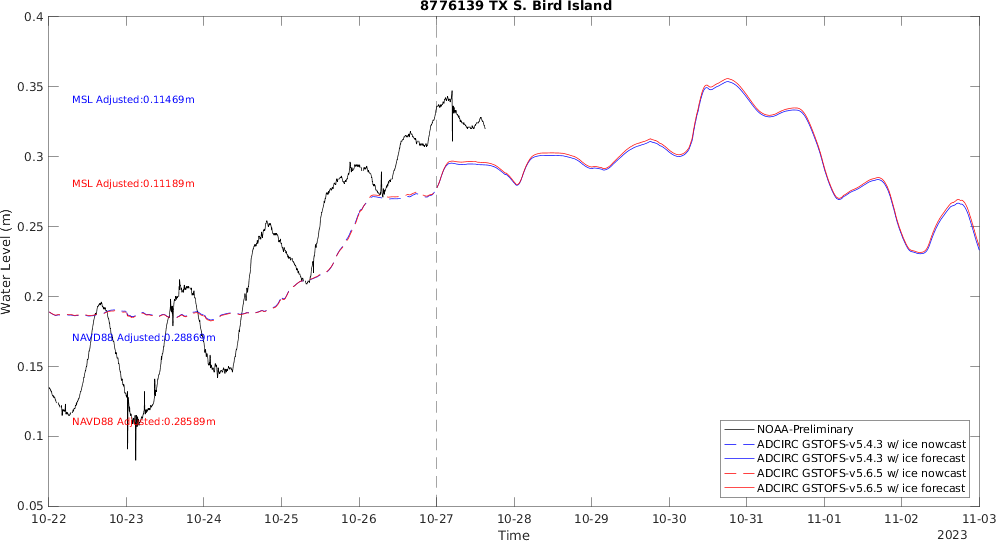 8776139 TX S. Bird Island
0.4
0.35
0.3
0.25
0.2
0.15
0.1
0.05
Water Level (m)
MSL Adjusted:0.11469m
MSL Adjusted:0.11189m
NAVD88 Adjusted:0.28869m
NAVD88 Adjusted:0.28589m
NOAA-Preliminary
ADCIRC GSTOFS-v5.4.3 w/ ice nowcast
ADCIRC GSTOFS-v5.4.3 w/ ice forecast
ADCIRC GSTOFS-v5.6.5 w/ ice nowcast
ADCIRC GSTOFS-v5.6.5 w/ ice forecast
10-22 10-23 10-24 10-25 10-26 10-27 10-28 10-29 10-30 10-31 11-01 11-02 11-03
Time
2023